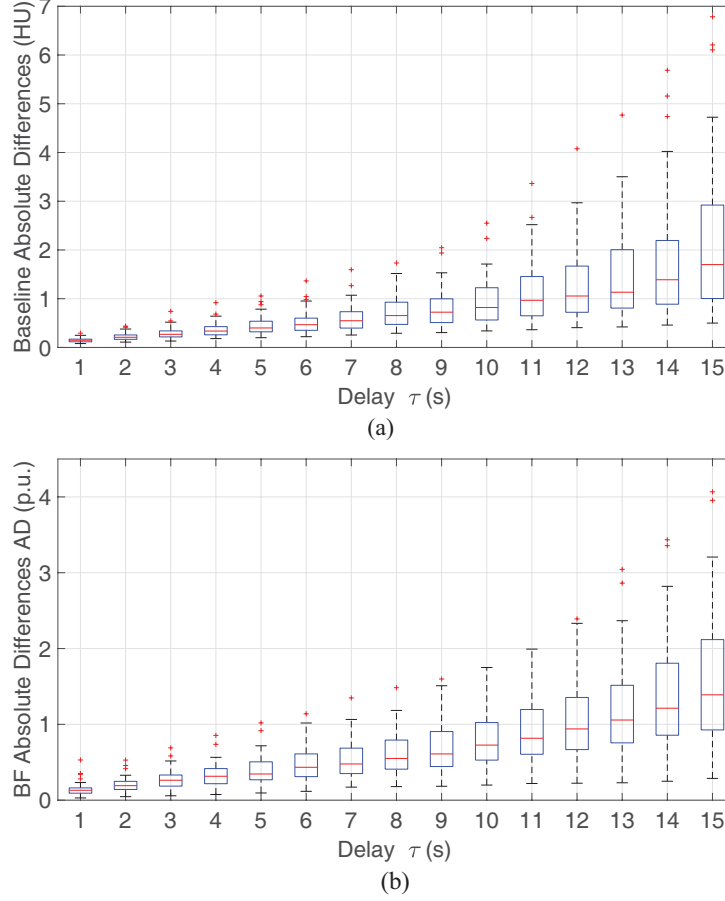 Baseline Absolute Differences (HU)
7
6
5
4
3
2
1
0
1 2 3 4 5 6 7 8 9 10 11 12 13 14 15
Delay τ (s)
(a)
BF Absolute Differences AD (p.u.)
4
3
2
1
0
1 2 3 4 5 6 7 8 9 10 11 12 13 14 15
Delay τ (s)
(b)